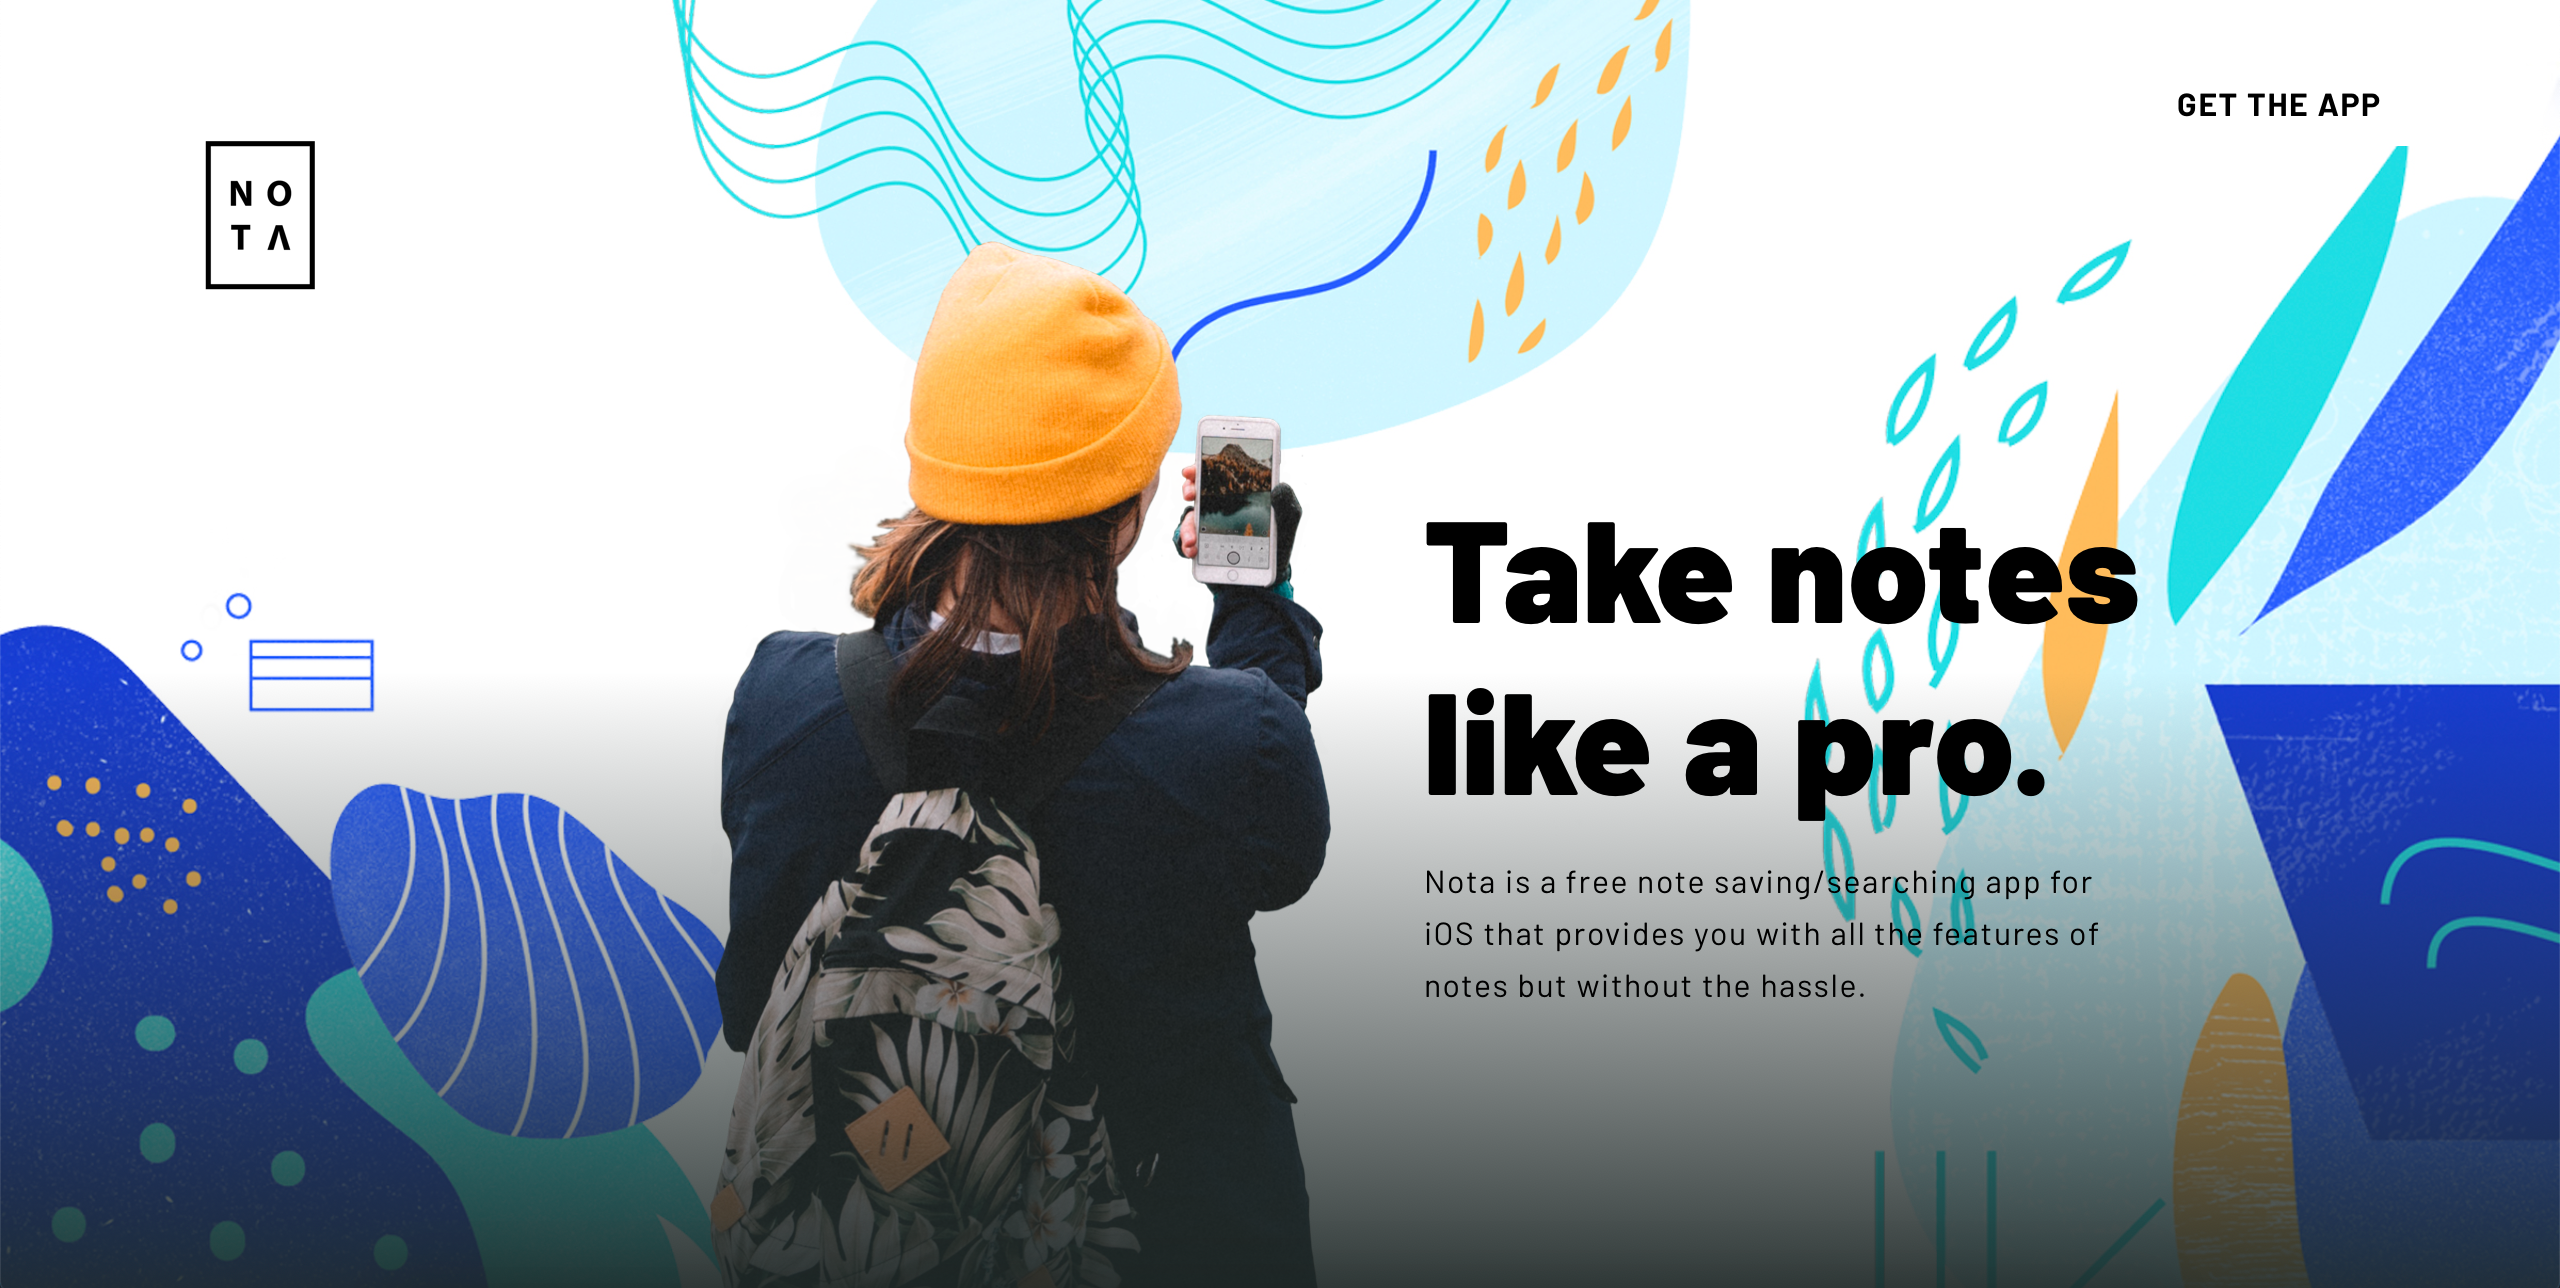 GET THE APP
NO
TA
Take notes
like a pro.
Nota is a free note saving/searching app for
iOS that provides you with all the features of
notes but without the hassle.